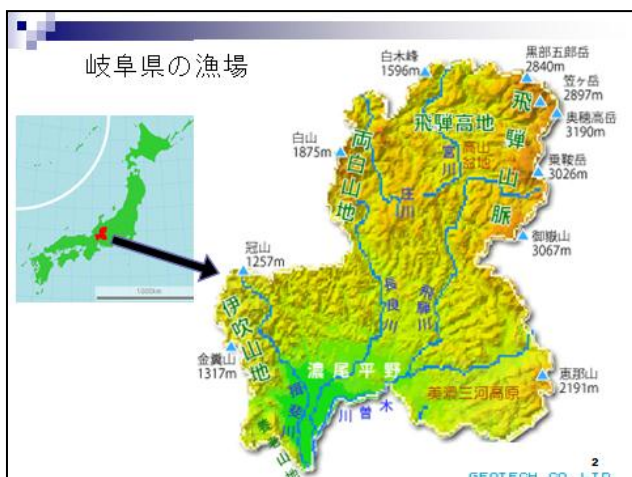 岐阜県の漁場
白木峰
1596m
黒部五郎岳
2840m
笠ヶ岳
2897m
奥穂高岳
3190m
飛騨山脈
飛騨高地
白山
1875m
両白山地
高山盆地
宮川
庄川
乗鞍岳
3026m
御嶽山
3067m
冠山
1257m
伊吹山地
長良川
飛騨川
金糞山
1317m
濃尾平野
揖斐川
木曽川
美濃三河高原
恵那山
2191m
養老山地
1000km
2
GEOTECH CO LTD